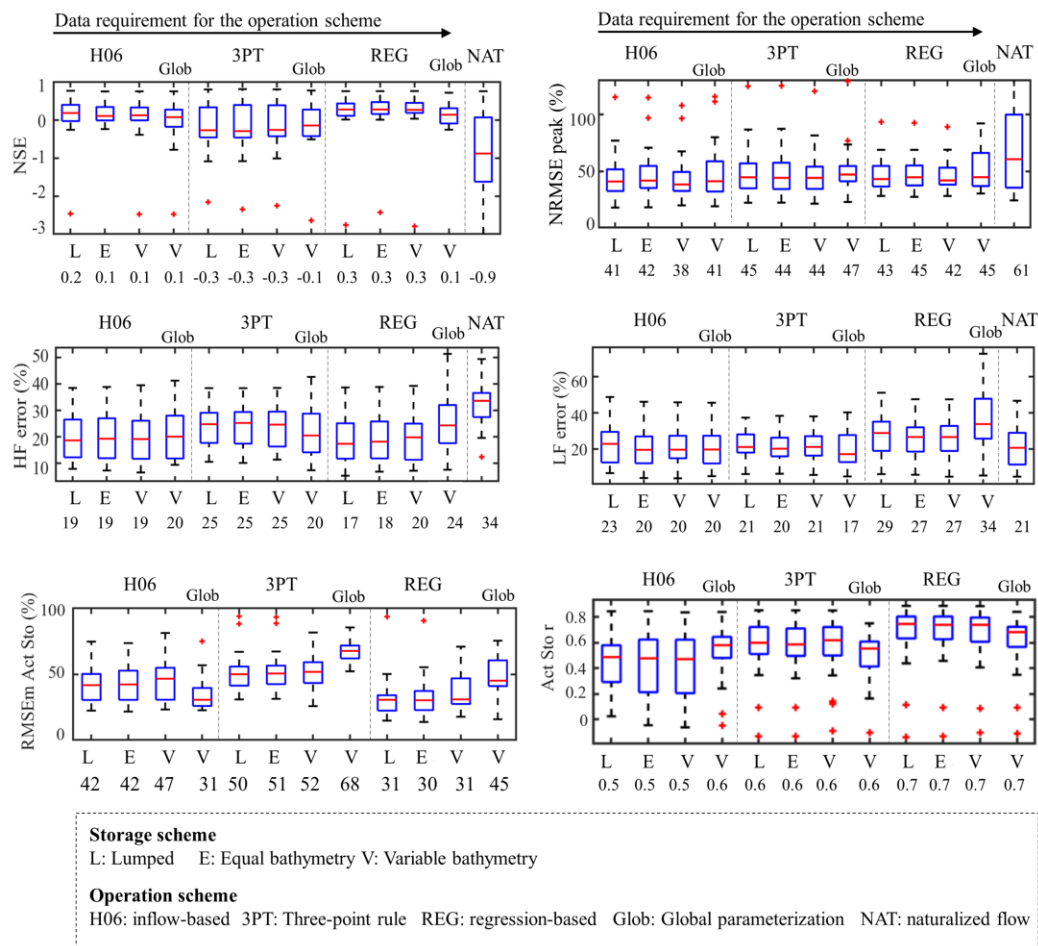 Data requirement for the operation scheme
H06 3PT REG NAT
Glob Glob Glob
NSE
1
0
-1
-2
-3
L E V V L E V V L E V V
0.2 0.1 0.1 0.1 -0.3 -0.3 -0.3 -0.1 0.3 0.3 0.3 0.1 -0.9
Data requirement for the operation scheme
H06 3PT REG NAT
Glob Glob Glob
NRMSE peak (%)
100
50
0
L E V V L E V V L E V V
41 42 38 41 45 44 44 47 43 45 42 45 61
H06 3PT REG NAT
Glob Glob Glob
HF error (%)
50
40
30
20
10
L E V V L E V V L E V V
19 19 19 20 25 25 25 20 17 18 20 24 34
H06 3PT REG NAT
Glob Glob Glob
LF error (%)
60
40
20
0
L E V V L E V V L E V V
23 20 20 20 21 20 21 17 29 27 27 34 21
H06 3PT REG
Glob Glob Glob
RMSEm Act Sto (%)
100
50
0
L E V V L E V V L E V V
42 42 47 31 50 51 52 68 31 30 31 45
H06 3PT REG
Glob Glob Glob
Act Sto r
0.8
0.6
0.4
0.2
0
L E V V L E V V L E V V
0.5 0.5 0.5 0.6 0.6 0.6 0.6 0.6 0.7 0.7 0.7 0.7
Storage scheme
L: Lumped E: Equal bathymetry V: Variable bathymetry
Operation scheme
H06: inflow-based 3PT: Three-point rule REG: regression-based Glob: Global parameterization NAT: naturalized flow